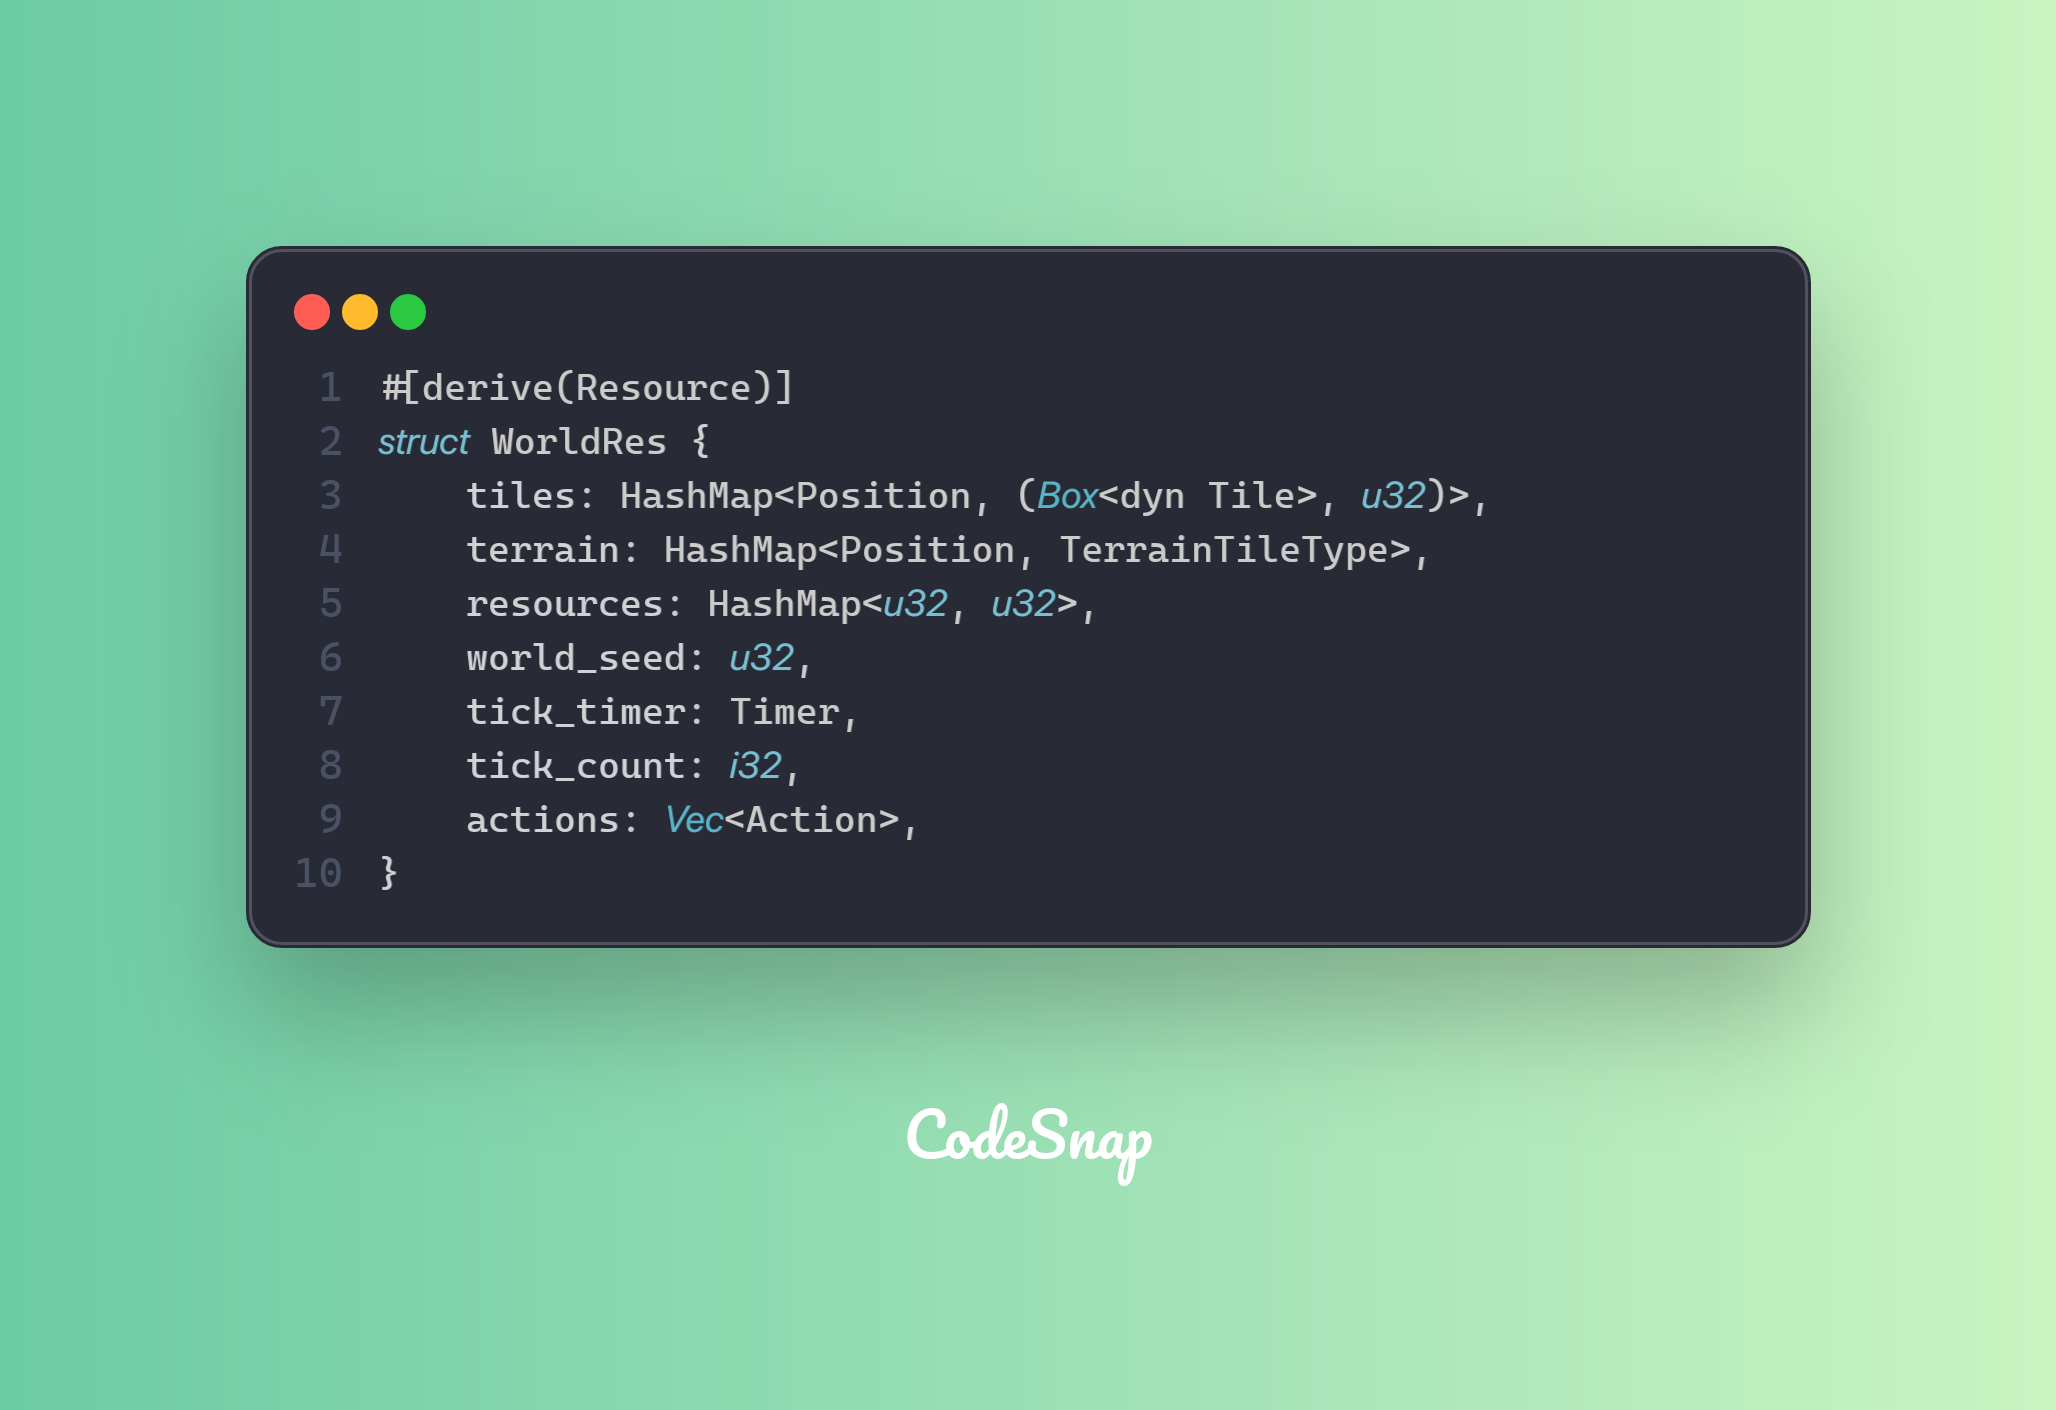 1 #[derive(Resource)]
2 struct WorldRes {
3     tiles: HashMap<Position, (Box<dyn Tile>, u32)>,
4     terrain: HashMap<Position, TerrainTileType>,
5     resources: HashMap<u32, u32>,
6     world_seed: u32,
7     tick_timer: Timer,
8     tick_count: i32,
9     actions: Vec<Action>,
10 }
CodeSnap